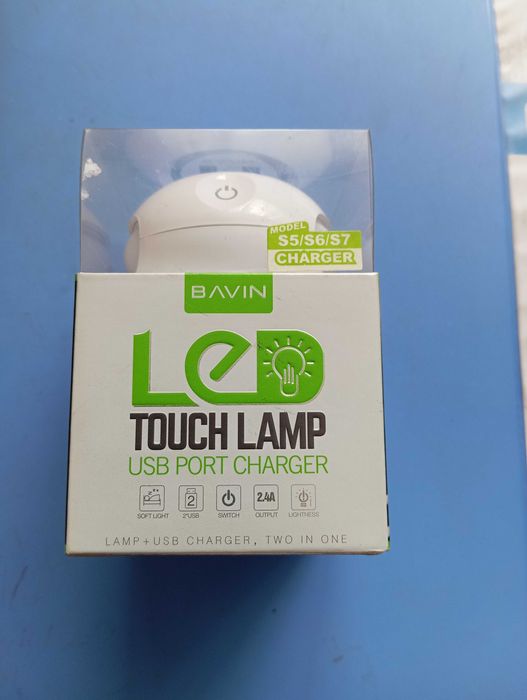 MODEL
S5/S6/S7
CHARGER
BAVIN
LED
TOUCH LAMP
USB PORT CHARGER
2 2.4A
SOFT LIGHT 2*USB SWITCH OUTPUT LIGHTNESS
LAMP+USB CHARGER, TWO IN ONE